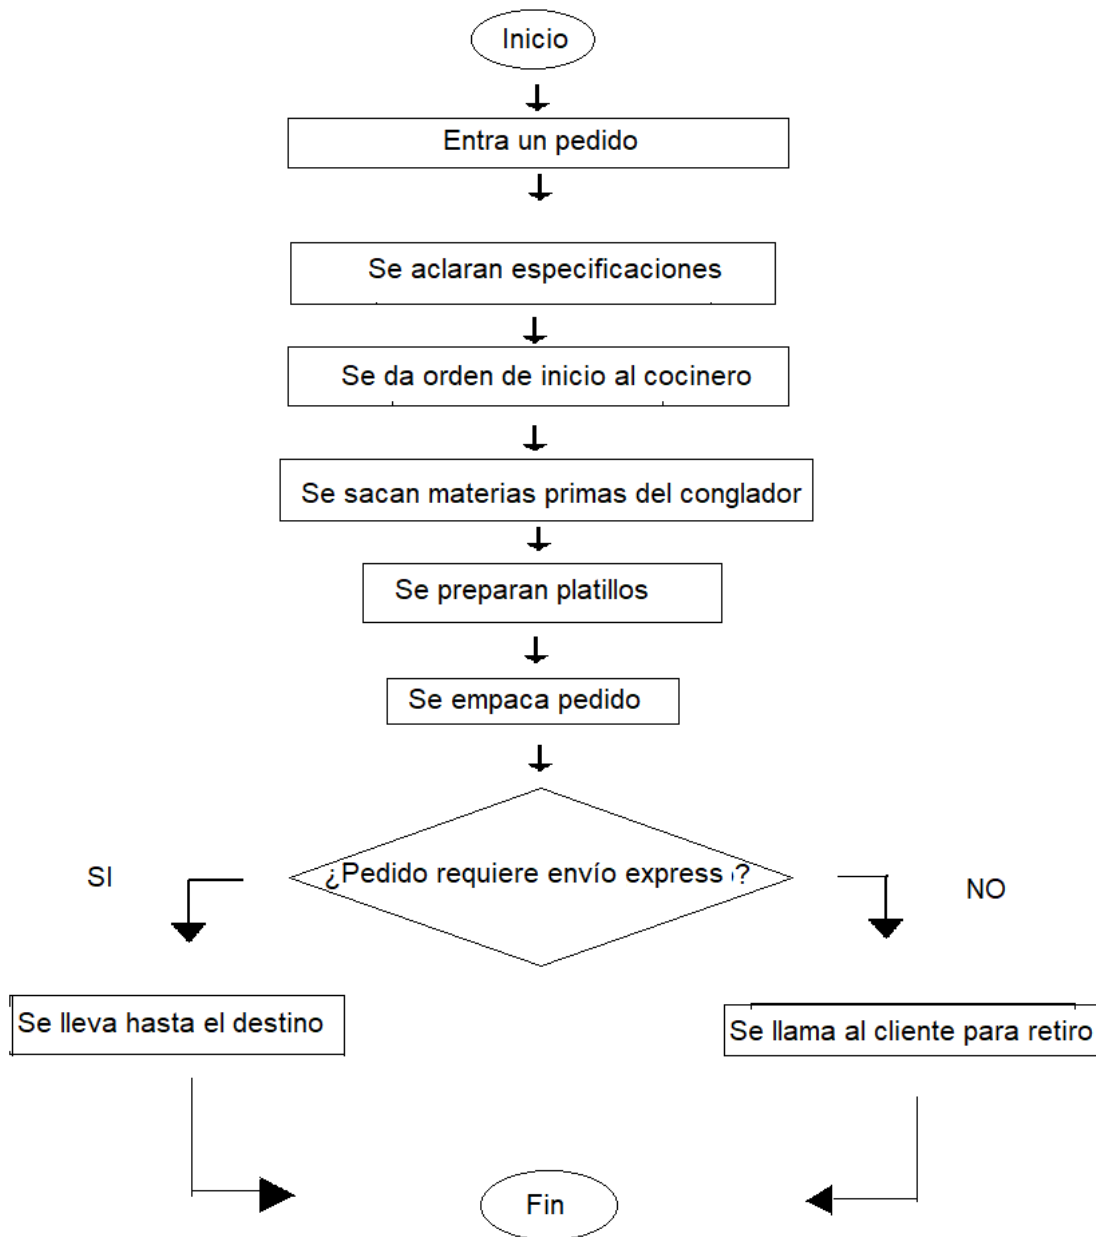 Inicio
Entra un pedido
Se aclaran especificaciones
Se da orden de inicio al cocinero
Se sacan materias primas del conglador
Se preparan platillos
Se empaca pedido
¿Pedido requiere envío express ?
SI
NO
Se lleva hasta el destino
Se llama al cliente para retiro
Fin